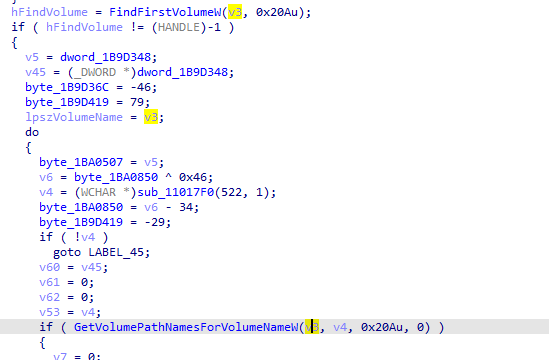 hFindVolume = FindFirstVolumeW(v3, 0x20Au);
if ( hFindVolume != (HANDLE)-1 )
{
v5 = dword_1B9D348;
v45 = (_DWORD *)dword_1B9D348;
byte_1B9D36C = -46;
byte_1B9D419 = 79;
lpszVolumeName = v3;
do
{
byte_1BA0507 = v5;
v6 = byte_1BA0850 ^ 0x46;
v4 = (WCHAR *)sub_11017F0(522, 1);
byte_1BA0850 = v6 - 34;
byte_1B9D419 = -29;
if ( !v4 )
goto LABEL_45;
v60 = v45;
v61 = 0;
v62 = 0;
v53 = v4;
if ( GetVolumePathNamesForVolumeNameW(v3, v4, 0x20Au, 0) )
{
v7 = 0;